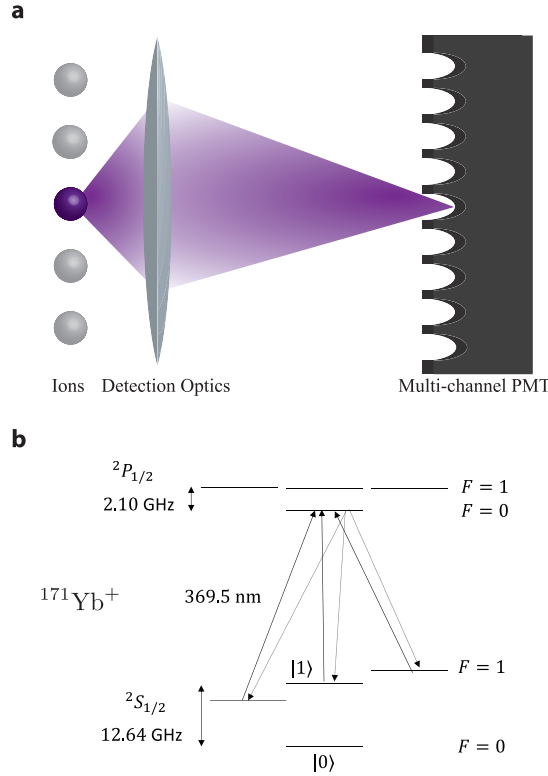 a
Ions
Detection Optics
Multi-channel PMT
b
²P₁/₂
2.10 GHz
F = 1
F = 0
¹⁷¹Yb⁺
369.5 nm
|1⟩
F = 1
²S₁/₂
12.64 GHz
F = 0
|0⟩